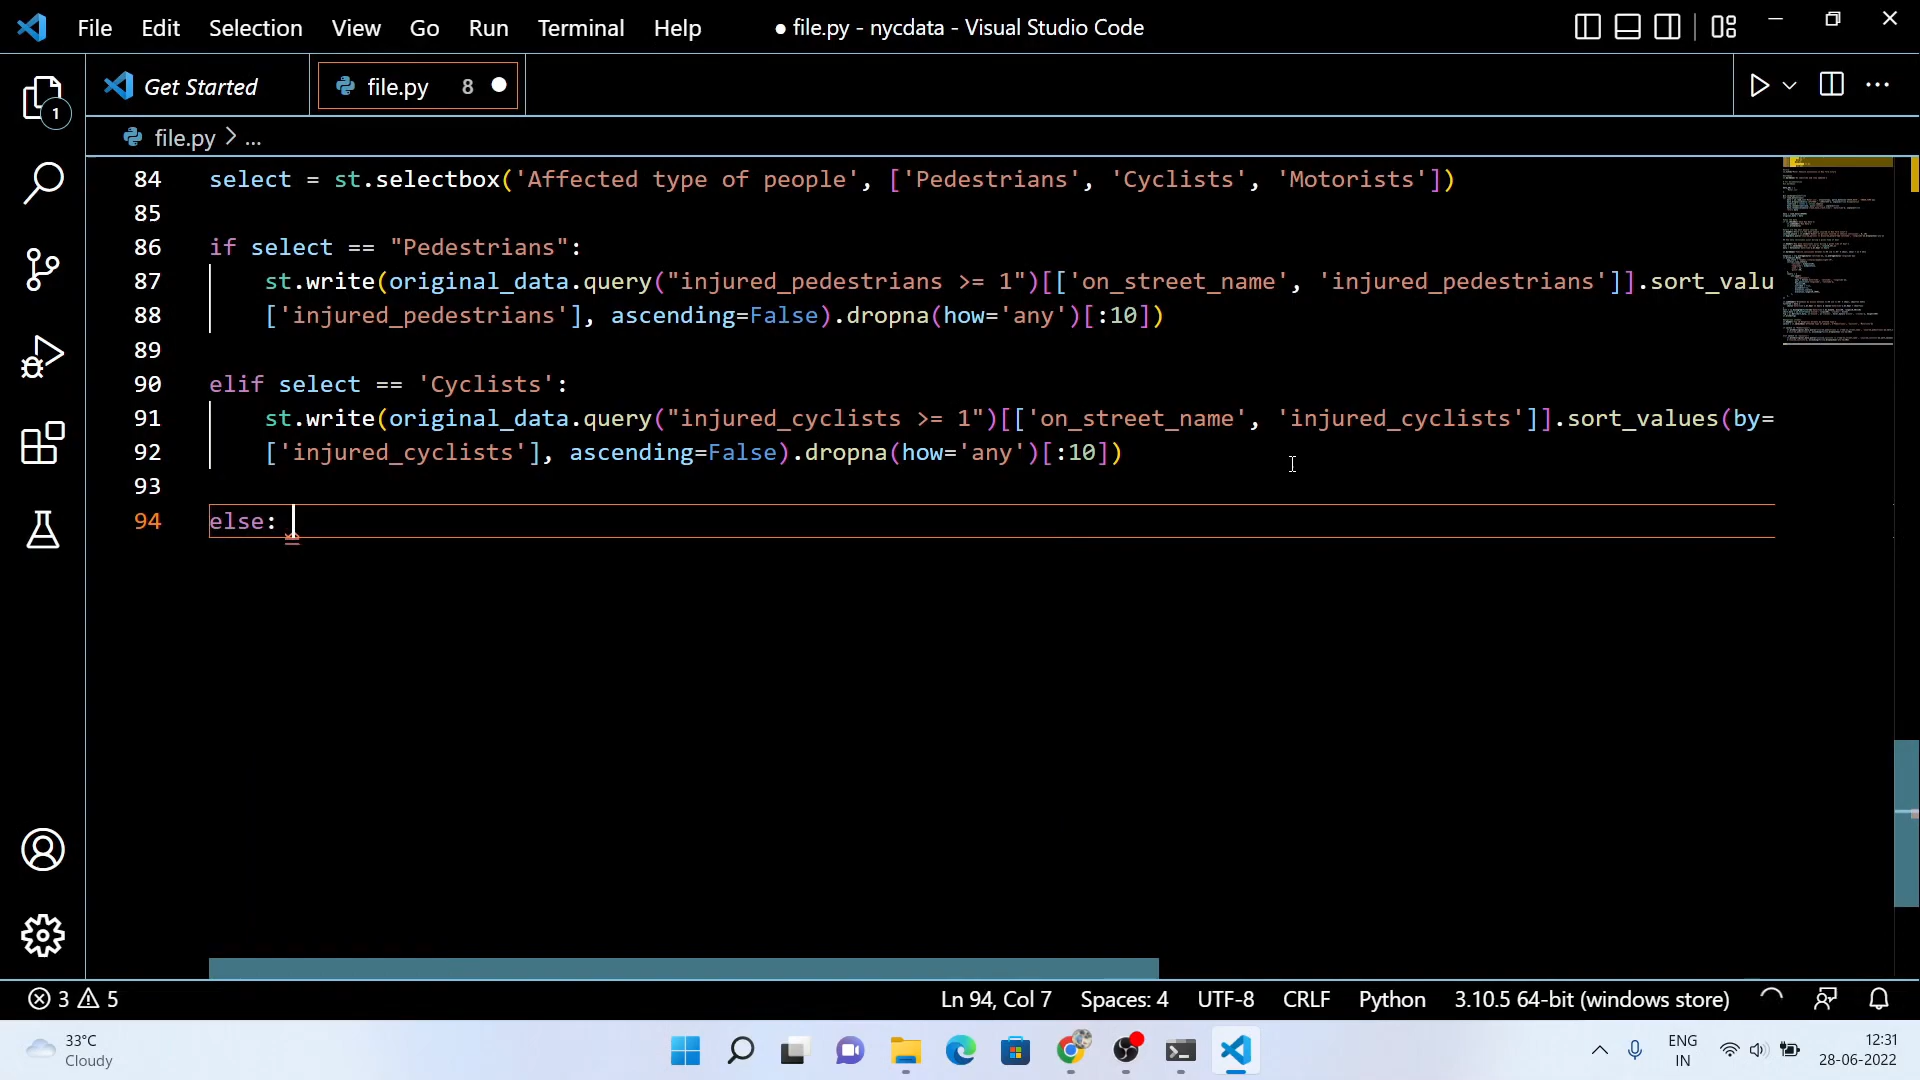 File Edit Selection View Go Run Terminal Help ● file.py - nycdata - Visual Studio Code
Get Started file.py 8
1
file.py > ...
84 select = st.selectbox('Affected type of people', ['Pedestrians', 'Cyclists', 'Motorists'])
85
86 if select == "Pedestrians":
87 st.write(original_data.query("injured_pedestrians >= 1")[['on_street_name', 'injured_pedestrians']].sort_valu
88 ['injured_pedestrians'], ascending=False).dropna(how='any')[:10])
89
90 elif select == 'Cyclists':
91 st.write(original_data.query("injured_cyclists >= 1")[['on_street_name', 'injured_cyclists']].sort_values(by=
92 ['injured_cyclists'], ascending=False).dropna(how='any')[:10])
93
94 else:
3 5 Ln 94, Col 7 Spaces: 4 UTF-8 CRLF Python 3.10.5 64-bit (windows store)
33°C ENG 12:31
Cloudy IN 28-06-2022